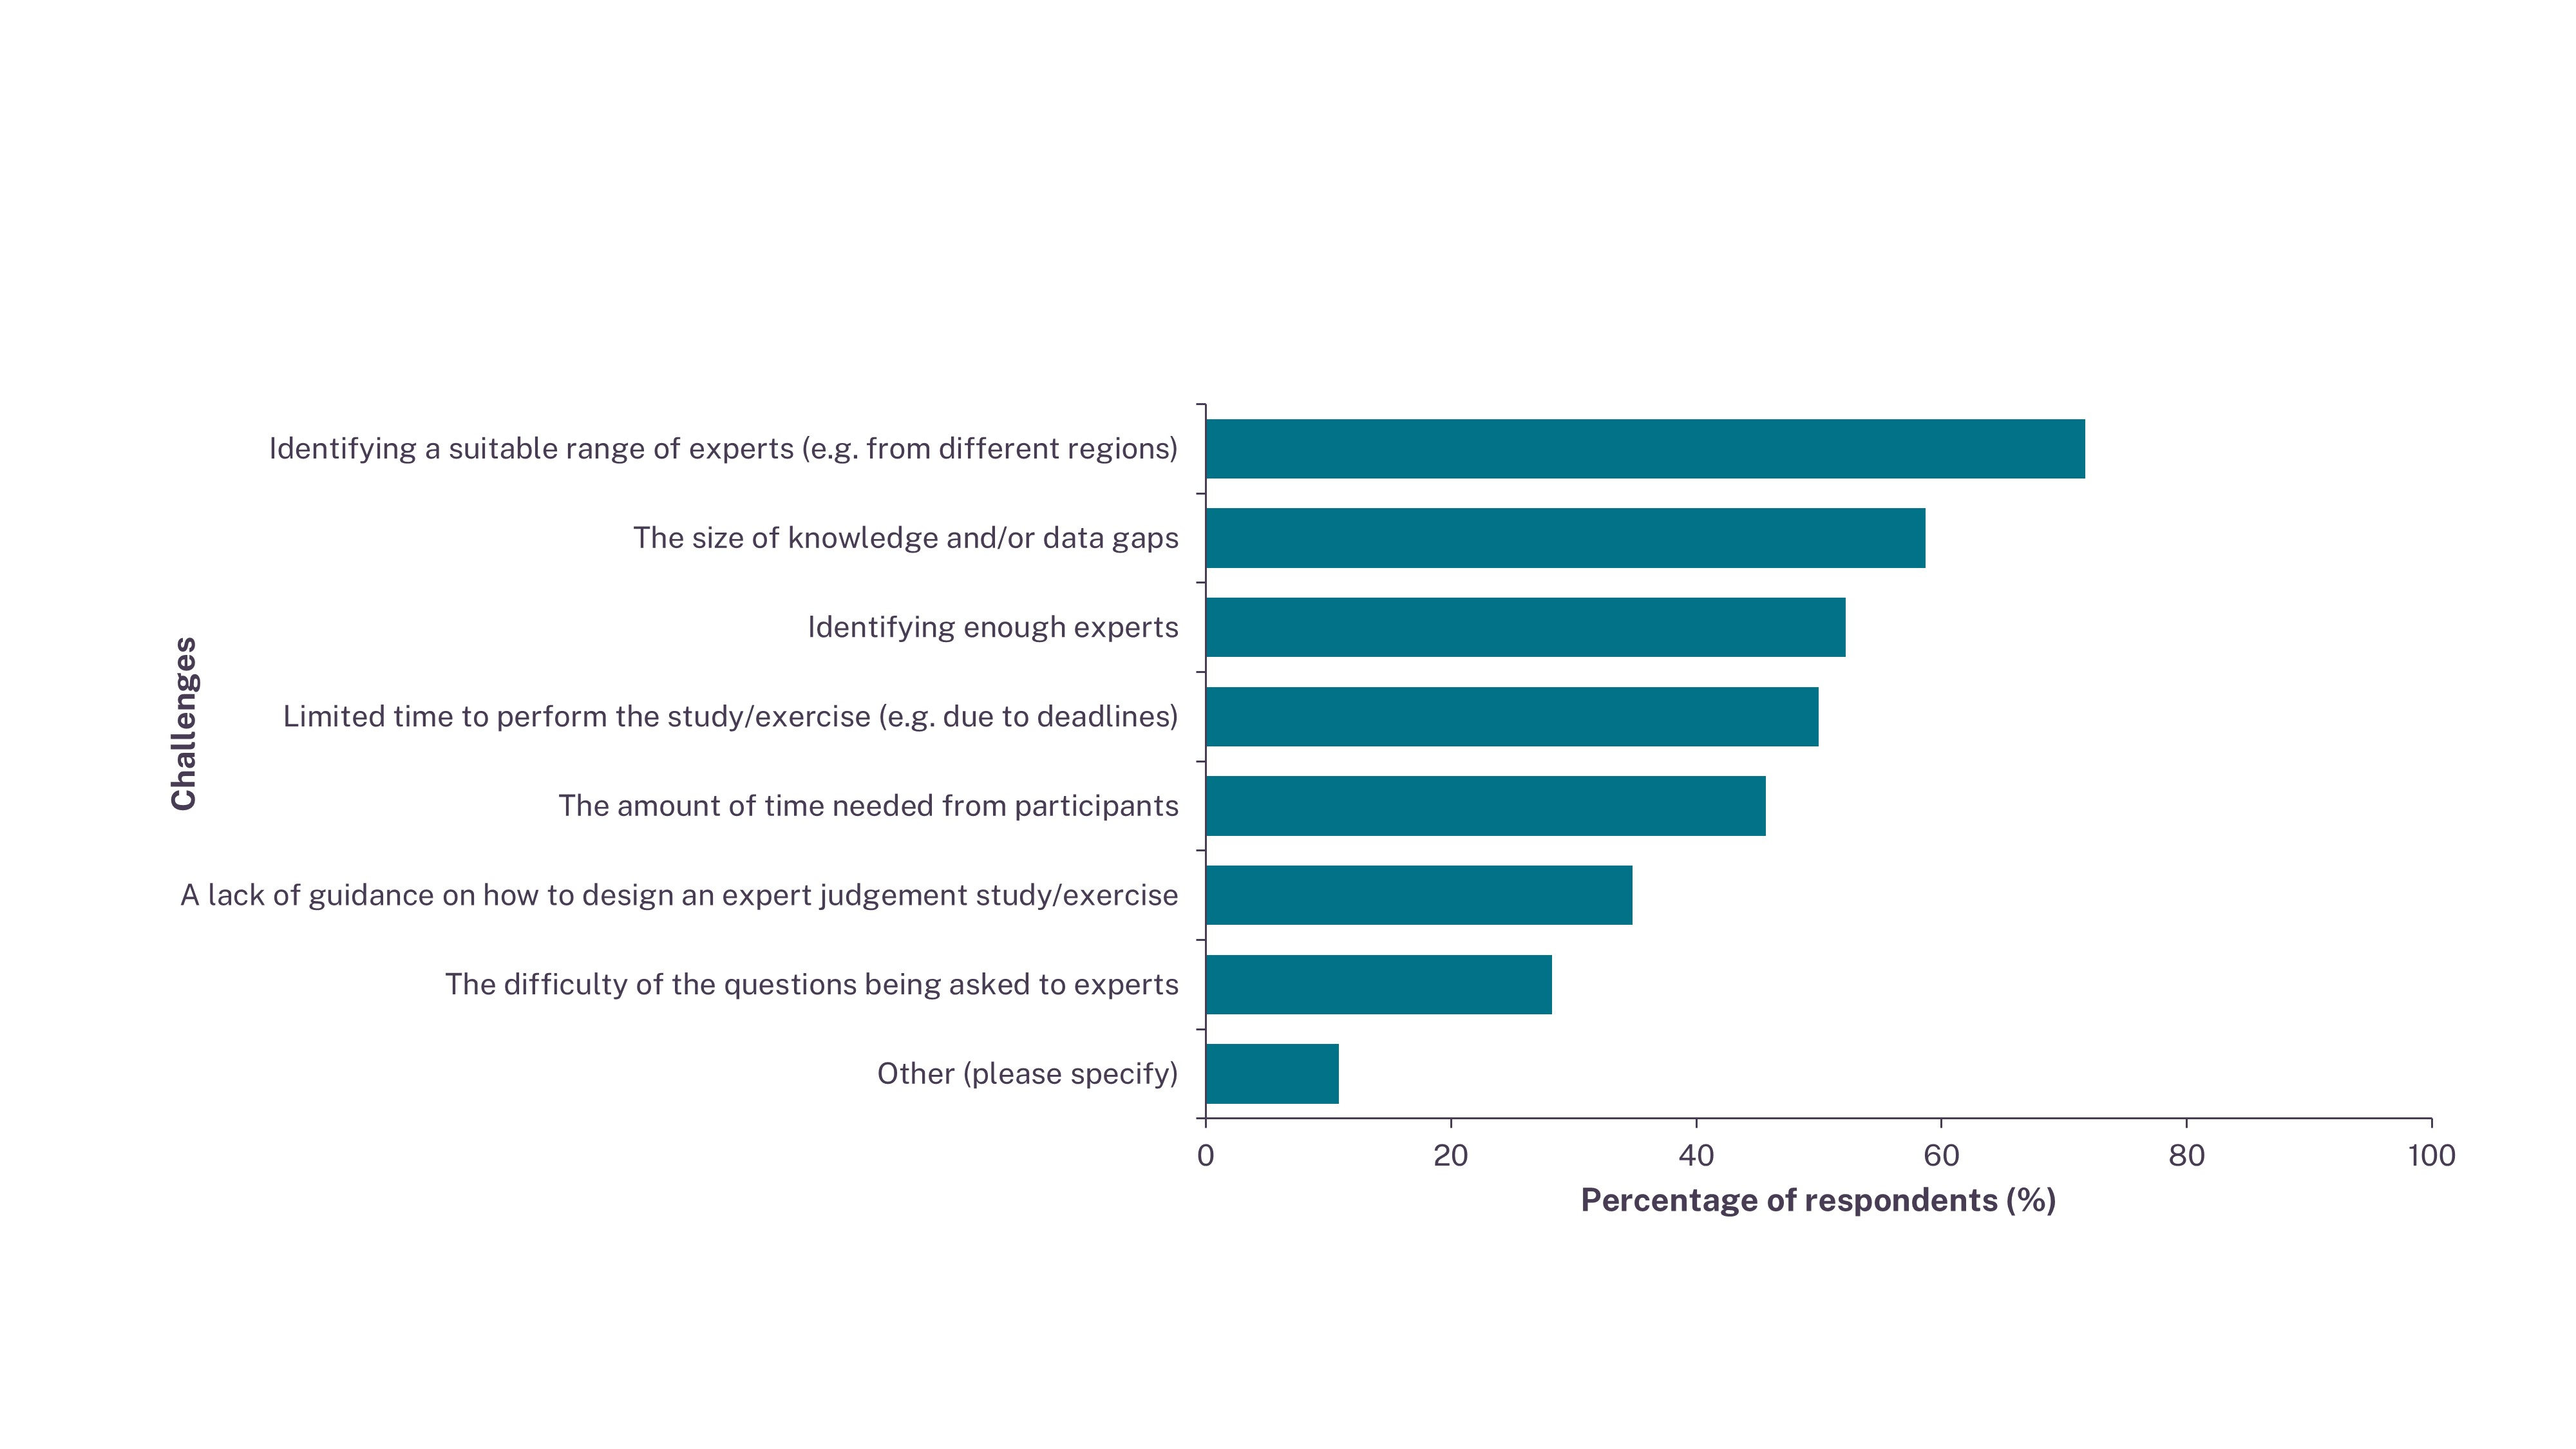 Challenges
Identifying a suitable range of experts (e.g. from different regions)
The size of knowledge and/or data gaps
Identifying enough experts
Limited time to perform the study/exercise (e.g. due to deadlines)
The amount of time needed from participants
A lack of guidance on how to design an expert judgement study/exercise
The difficulty of the questions being asked to experts
Other (please specify)
0 20 40 60 80 100
Percentage of respondents (%)